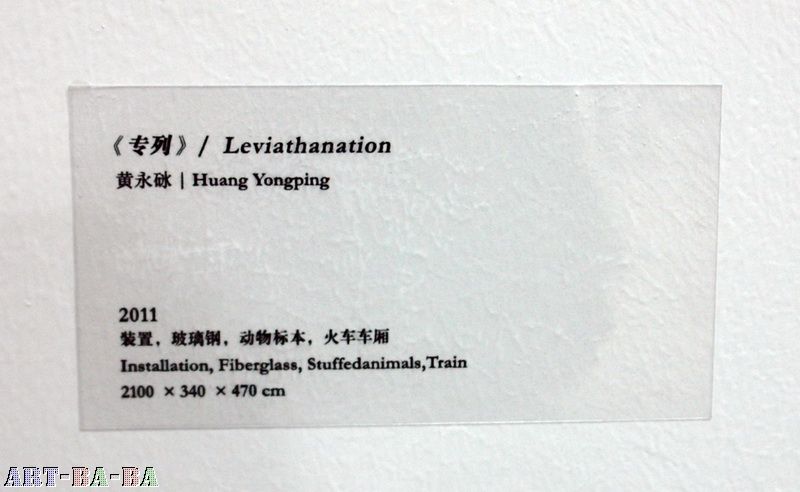 《专列》/ Leviathanation
黄永砯 | Huang Yongping
2011
装置，玻璃钢，动物标本，火车车厢
Installation, Fiberglass, Stuffedanimals,Train
2100 × 340 × 470 cm
ART-BA-BA